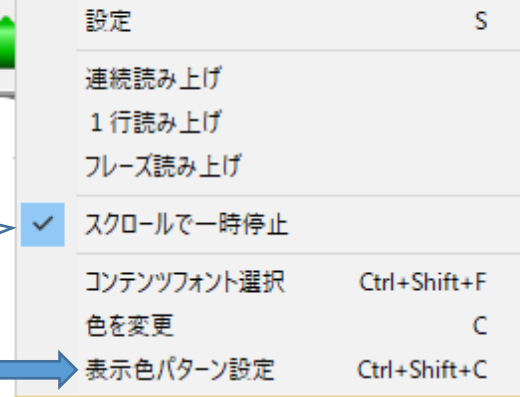 設定 S
連続読み上げ
1行読み上げ
フレーズ読み上げ
スクロールで一時停止
コンテンツフォント選択 Ctrl+Shift+F
色を変更 C
表示色パターン設定 Ctrl+Shift+C